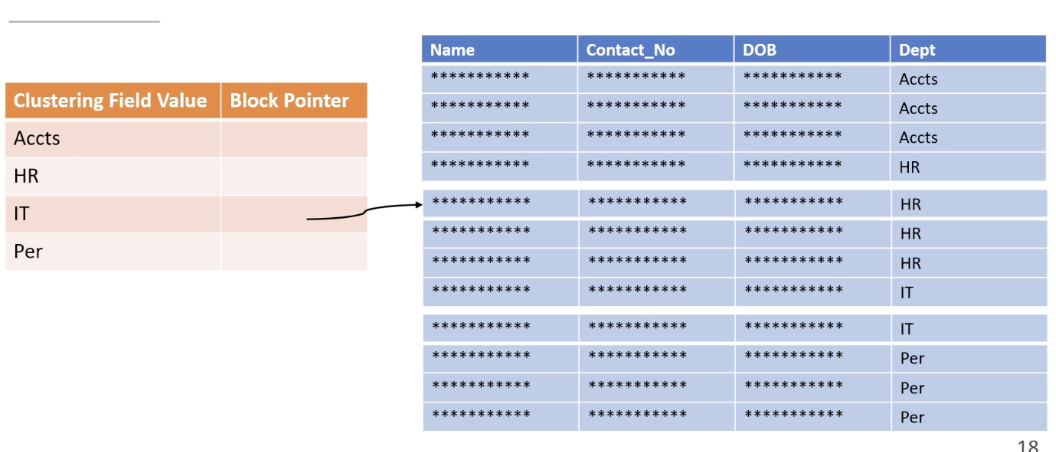 Clustering Field Value Block Pointer
Accts
HR
IT
Per
Name Contact_No DOB Dept
*********** *********** *********** Accts
*********** *********** *********** Accts
*********** *********** *********** Accts
*********** *********** *********** HR
*********** *********** *********** HR
*********** *********** *********** HR
*********** *********** *********** HR
*********** *********** *********** IT
*********** *********** *********** IT
*********** *********** *********** Per
*********** *********** *********** Per
*********** *********** *********** Per
18